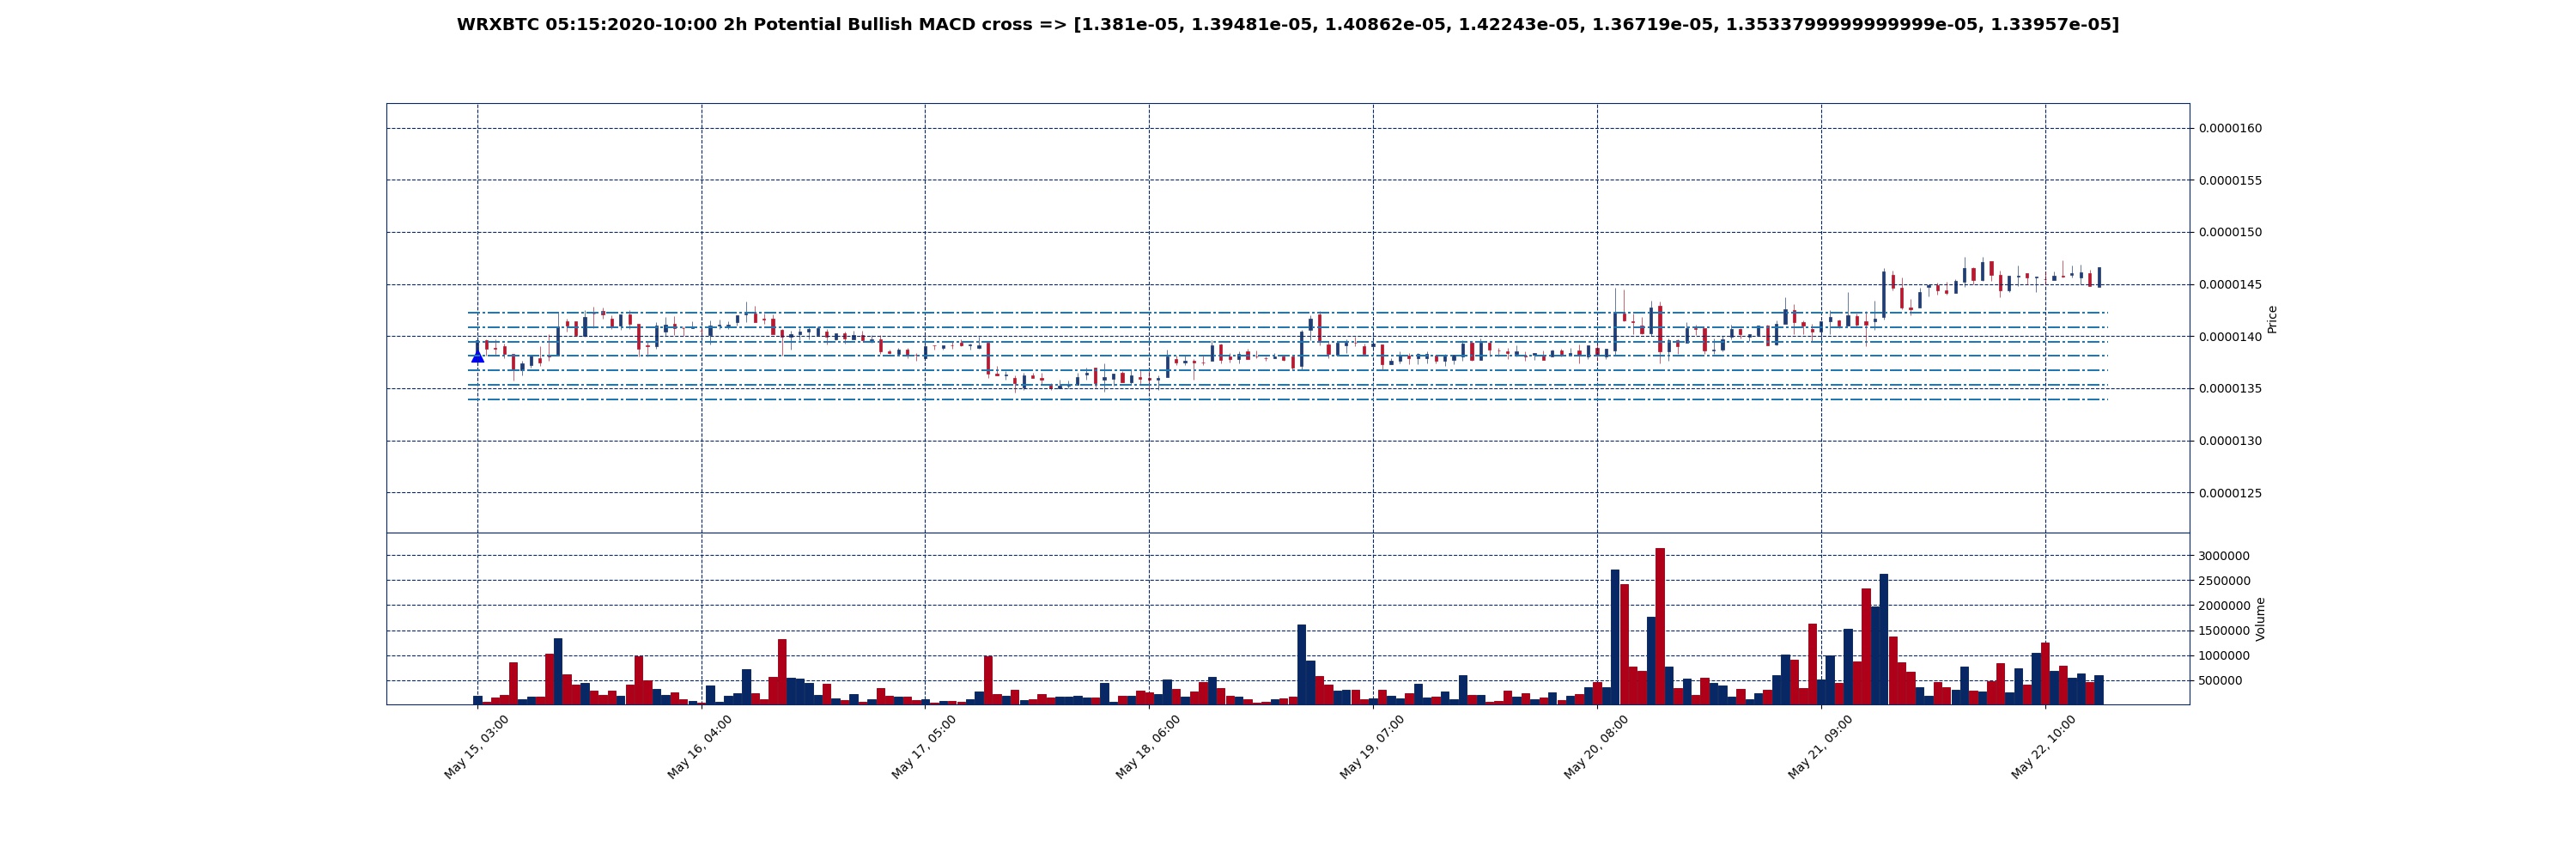 WRXBTC 05:15:2020-10:00 2h Potential Bullish MACD cross => [1.381e-05, 1.39481e-05, 1.40862e-05, 1.42243e-05, 1.36719e-05, 1.3533799999999999e-05, 1.33957e-05]
0.0000160
0.0000155
0.0000150
0.0000145
0.0000140
0.0000135
0.0000130
0.0000125
Price
3000000
2500000
2000000
1500000
1000000
500000
Volume
May 15, 03:00
May 16, 04:00
May 17, 05:00
May 18, 06:00
May 19, 07:00
May 20, 08:00
May 21, 09:00
May 22, 10:00